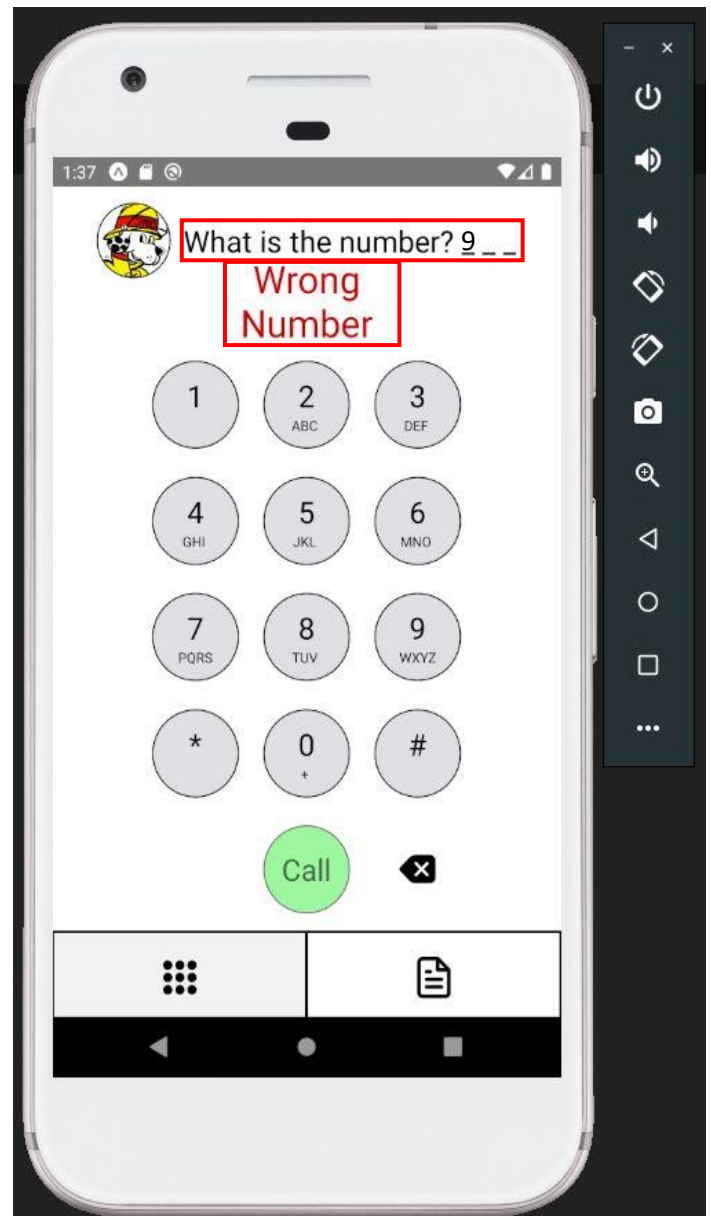 1:37
What is the number? 9 _ _
Wrong
Number
1 2 3
ABC DEF
4 5 6
GHI JKL MNO
7 8 9
PQRS TUV WXYZ
* 0 #
+
Call